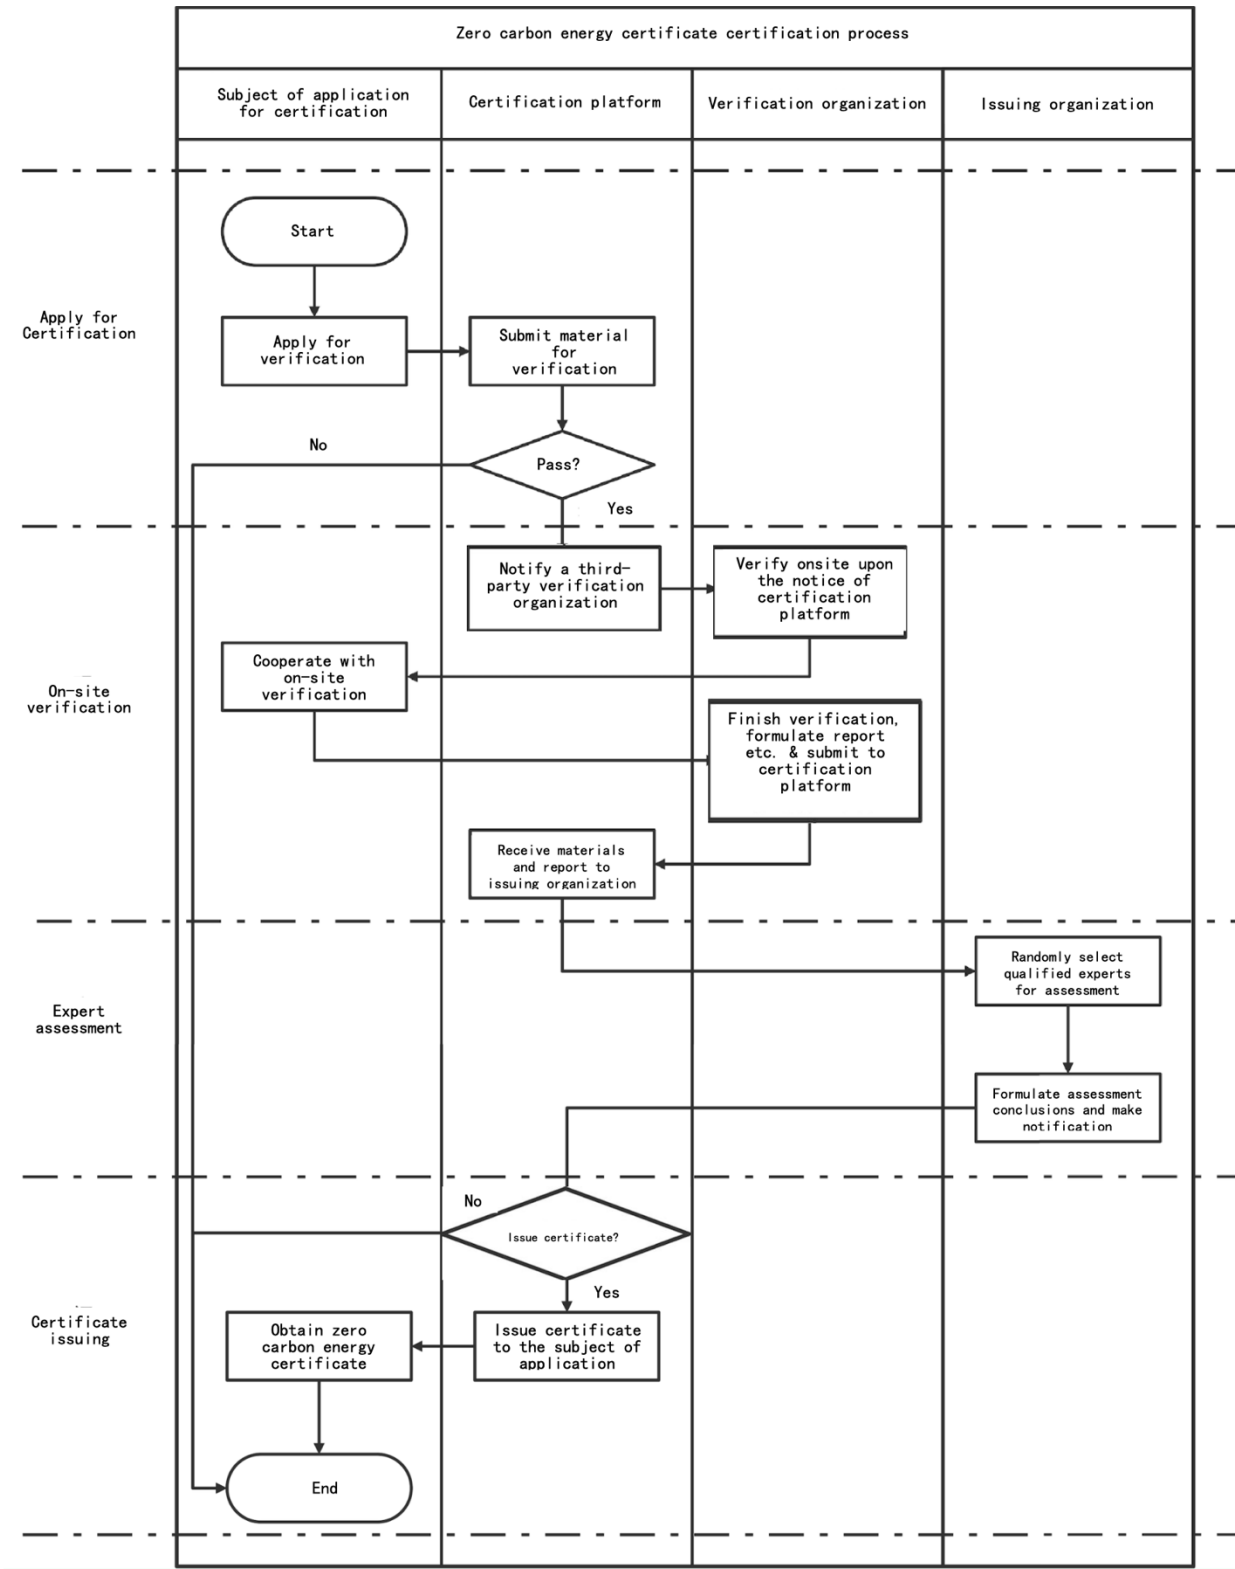 Zero carbon energy certificate certification process
Subject of application
for certification
Certification platform
Verification organization
Issuing organization
Apply for
Certification
Start
Apply for
verification
Submit material
for
verification
No
Pass?
Yes
On-site
verification
Notify a third-
party verification
organization
Verify onsite upon
the notice of
certification
platform
Cooperate with
on-site
verification
Finish verification,
formulate report
etc. & submit to
certification
platform
Receive materials
and report to
issuing organization
Expert
assessment
Randomly select
qualified experts
for assessment
Formulate assessment
conclusions and make
notification
Certificate
issuing
No
Issue certificate?
Yes
Obtain zero
carbon energy
certificate
Issue certificate
to the subject of
application
End